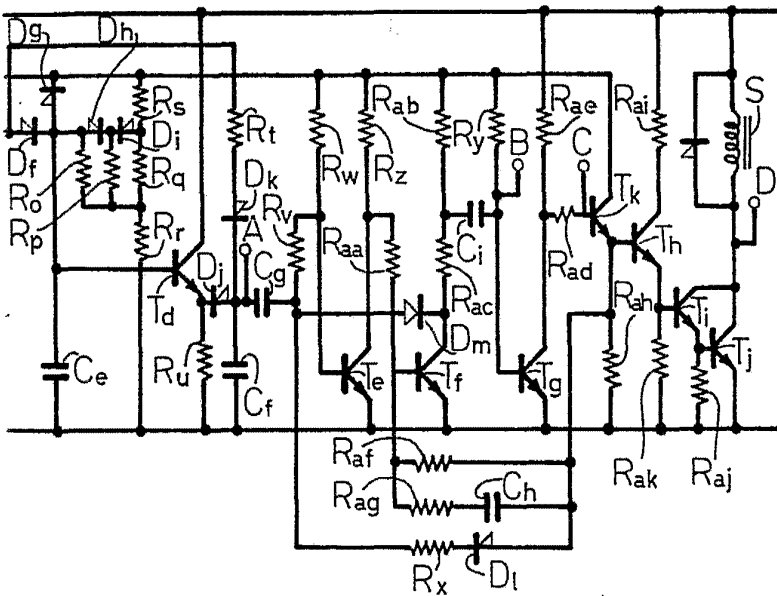 Dg Dh
Rs Rab Rae Rai S
Rt Ry B
Df Di Rw Rz C D
Ro Rq Dk Tk
Rp Rv A Ci Th
Rr Cg Raa Rad
Dj Rac Rah Ti
Td Dm
Ce Ru Cf Te Tf Tg Tj
Raf Rak Raj
Rag Ch
Rx Dl